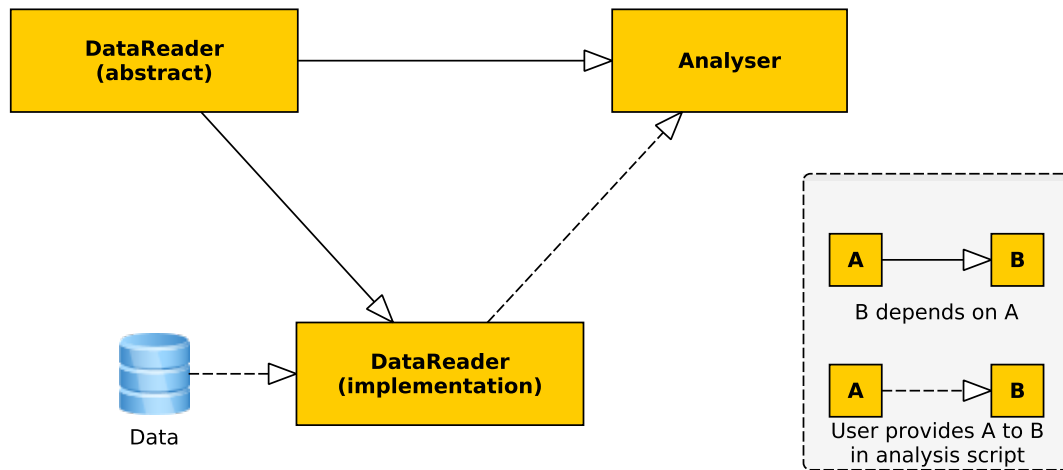 DataReader
(abstract)
Analyser
A
B
B depends on A
DataReader
(implementation)
Data
A
B
User provides A to B
in analysis script